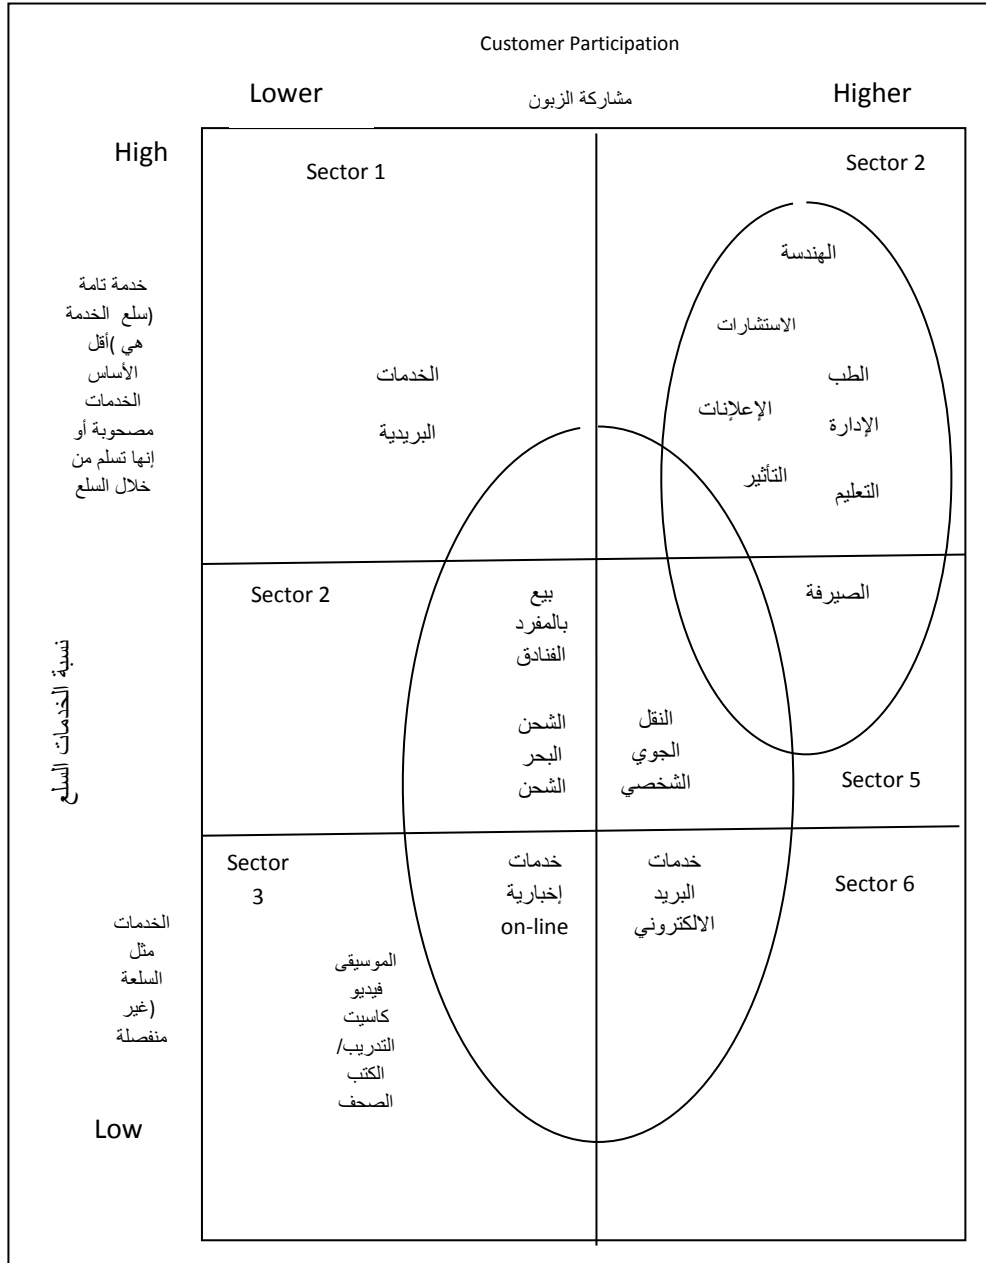 Customer Participation
Lower
مشاركة الزبون
Higher
High
Sector 1
Sector 2
الهندسة
خدمة تامة
(سلع الخدمة
هي )أقل
الأساس
الخدمات
مصحوبة أو
إنها تسلم من
خلال السلع
الاستشارات
الطب
الخدمات
الإعلانات
الإدارة
البريدية
التأثير
التعليم
Sector 2
بيع
بالمفرد
الفنادق
الصيرفة
نسبة الخدمات السلع
الشحن
البحر
الشحن
النقل
الجوي
الشخصي
Sector 5
Sector
3
خدمات
إخبارية
on-line
خدمات
البريد
الالكتروني
Sector 6
الخدمات
مثل
السلعة
(غير
منفصلة
الموسيقى
فيديو
كاسيت
التدريب/
الكتب
الصحف
Low